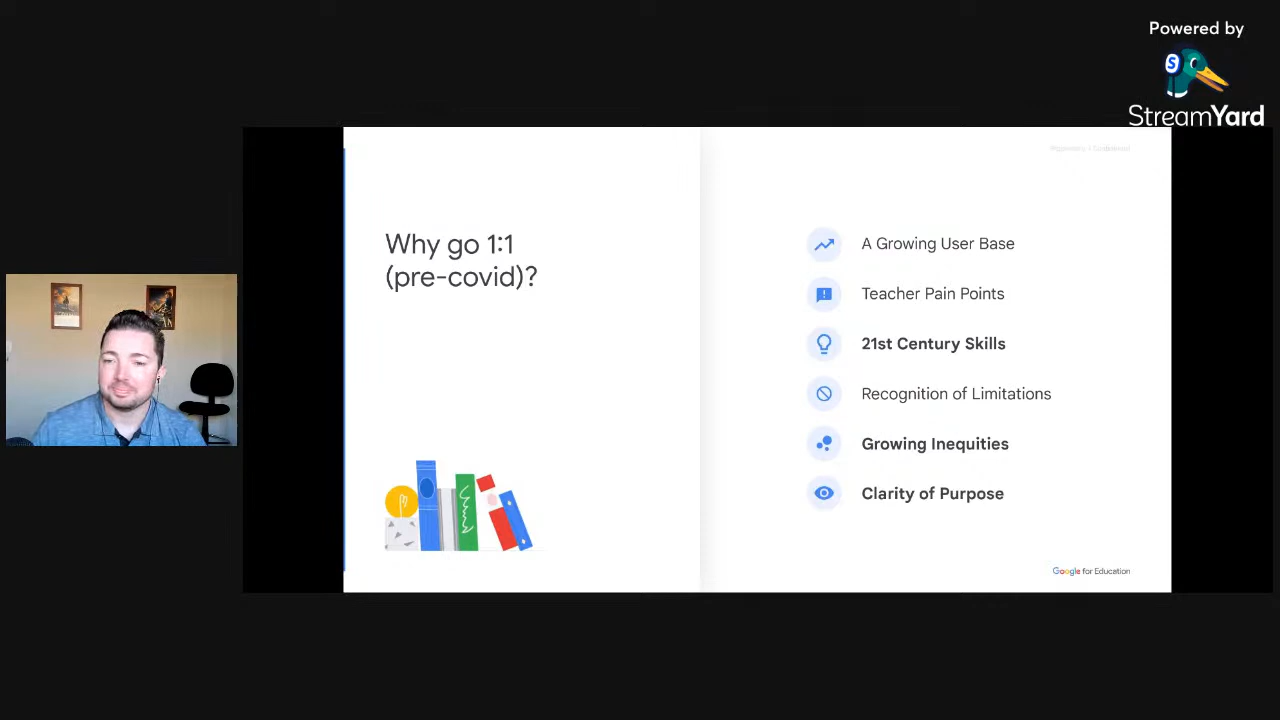 Powered by
StreamYard
Why go 1:1
(pre-covid)?
A Growing User Base
Teacher Pain Points
21st Century Skills
Recognition of Limitations
Growing Inequities
Clarity of Purpose
Google for Education